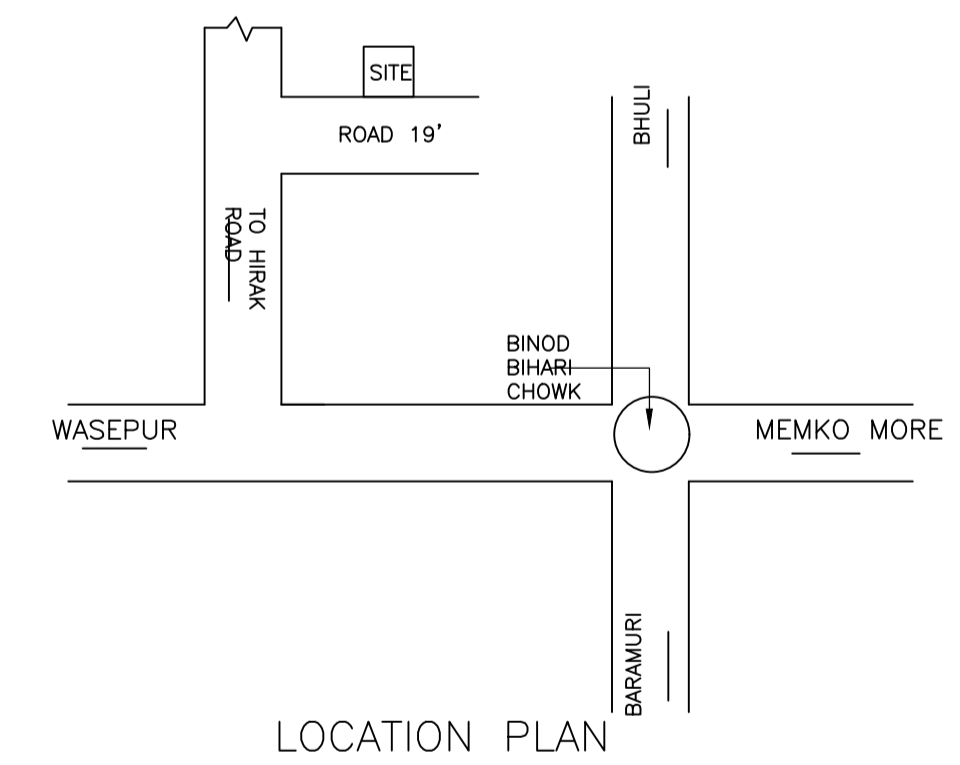 SITE
BHULI
ROAD 19'
TO HIRAK
ROAD
BINOD
BIHARI
CHOWK
WASEPUR
MEMKO MORE
BARAMURI
LOCATION PLAN